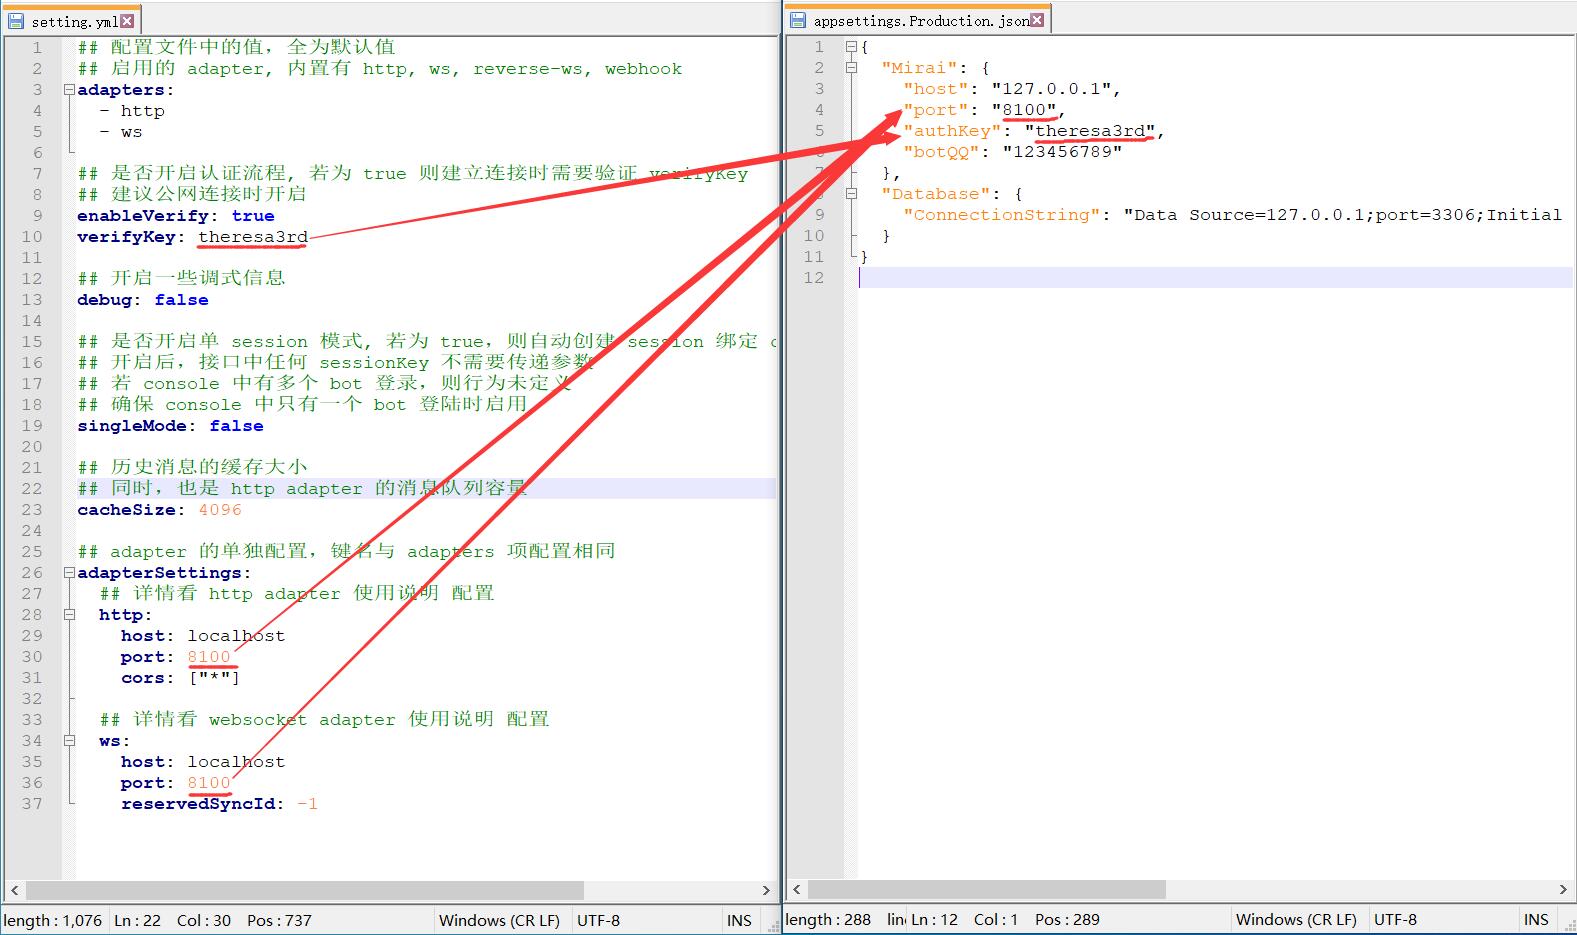 setting.yml
1 ## 配置文件中的值，全为默认值
2 ## 启用的 adapter, 内置有 http, ws, reverse-ws, webhook
3 adapters:
4 - http
5 - ws
6
7 ## 是否开启认证流程, 若为 true 则建立连接时需要验证 verifyKey
8 ## 建议公网连接时开启
9 enableVerify: true
10 verifyKey: theresa3rd
11
12 ## 开启一些调式信息
13 debug: false
14
15 ## 是否开启单 session 模式, 若为 true，则自动创建 session 绑定
16 ## 开启后，接口中任何 sessionKey 不需要传递参数
17 ## 若 console 中有多个 bot 登录，则行为未定义
18 ## 确保 console 中只有一个 bot 登陆时启用
19 singleMode: false
20
21 ## 历史消息的缓存大小
22 ## 同时，也是 http adapter 的消息队列容量
23 cacheSize: 4096
24
25 ## adapter 的单独配置，键名与 adapters 项配置相同
26 adapterSettings:
27 ## 详情看 http adapter 使用说明 配置
28 http:
29 host: localhost
30 port: 8100
31 cors: ["*"]
32
33 ## 详情看 websocket adapter 使用说明 配置
34 ws:
35 host: localhost
36 port: 8100
37 reservedSyncId: -1
length : 1,076 Ln : 22 Col : 30 Pos : 737 Windows (CR LF) UTF-8 INS
appsettings.Production.json
1 {
2 "Mirai": {
3 "host": "127.0.0.1",
4 "port": "8100",
5 "authKey": "theresa3rd",
6 "botQQ": "123456789"
7 },
8 "Database": {
9 "ConnectionString": "Data Source=127.0.0.1;port=3306;Initial
10 }
11 }
12
length : 288 Ln : 12 Col : 1 Pos : 289 Windows (CR LF) UTF-8 INS